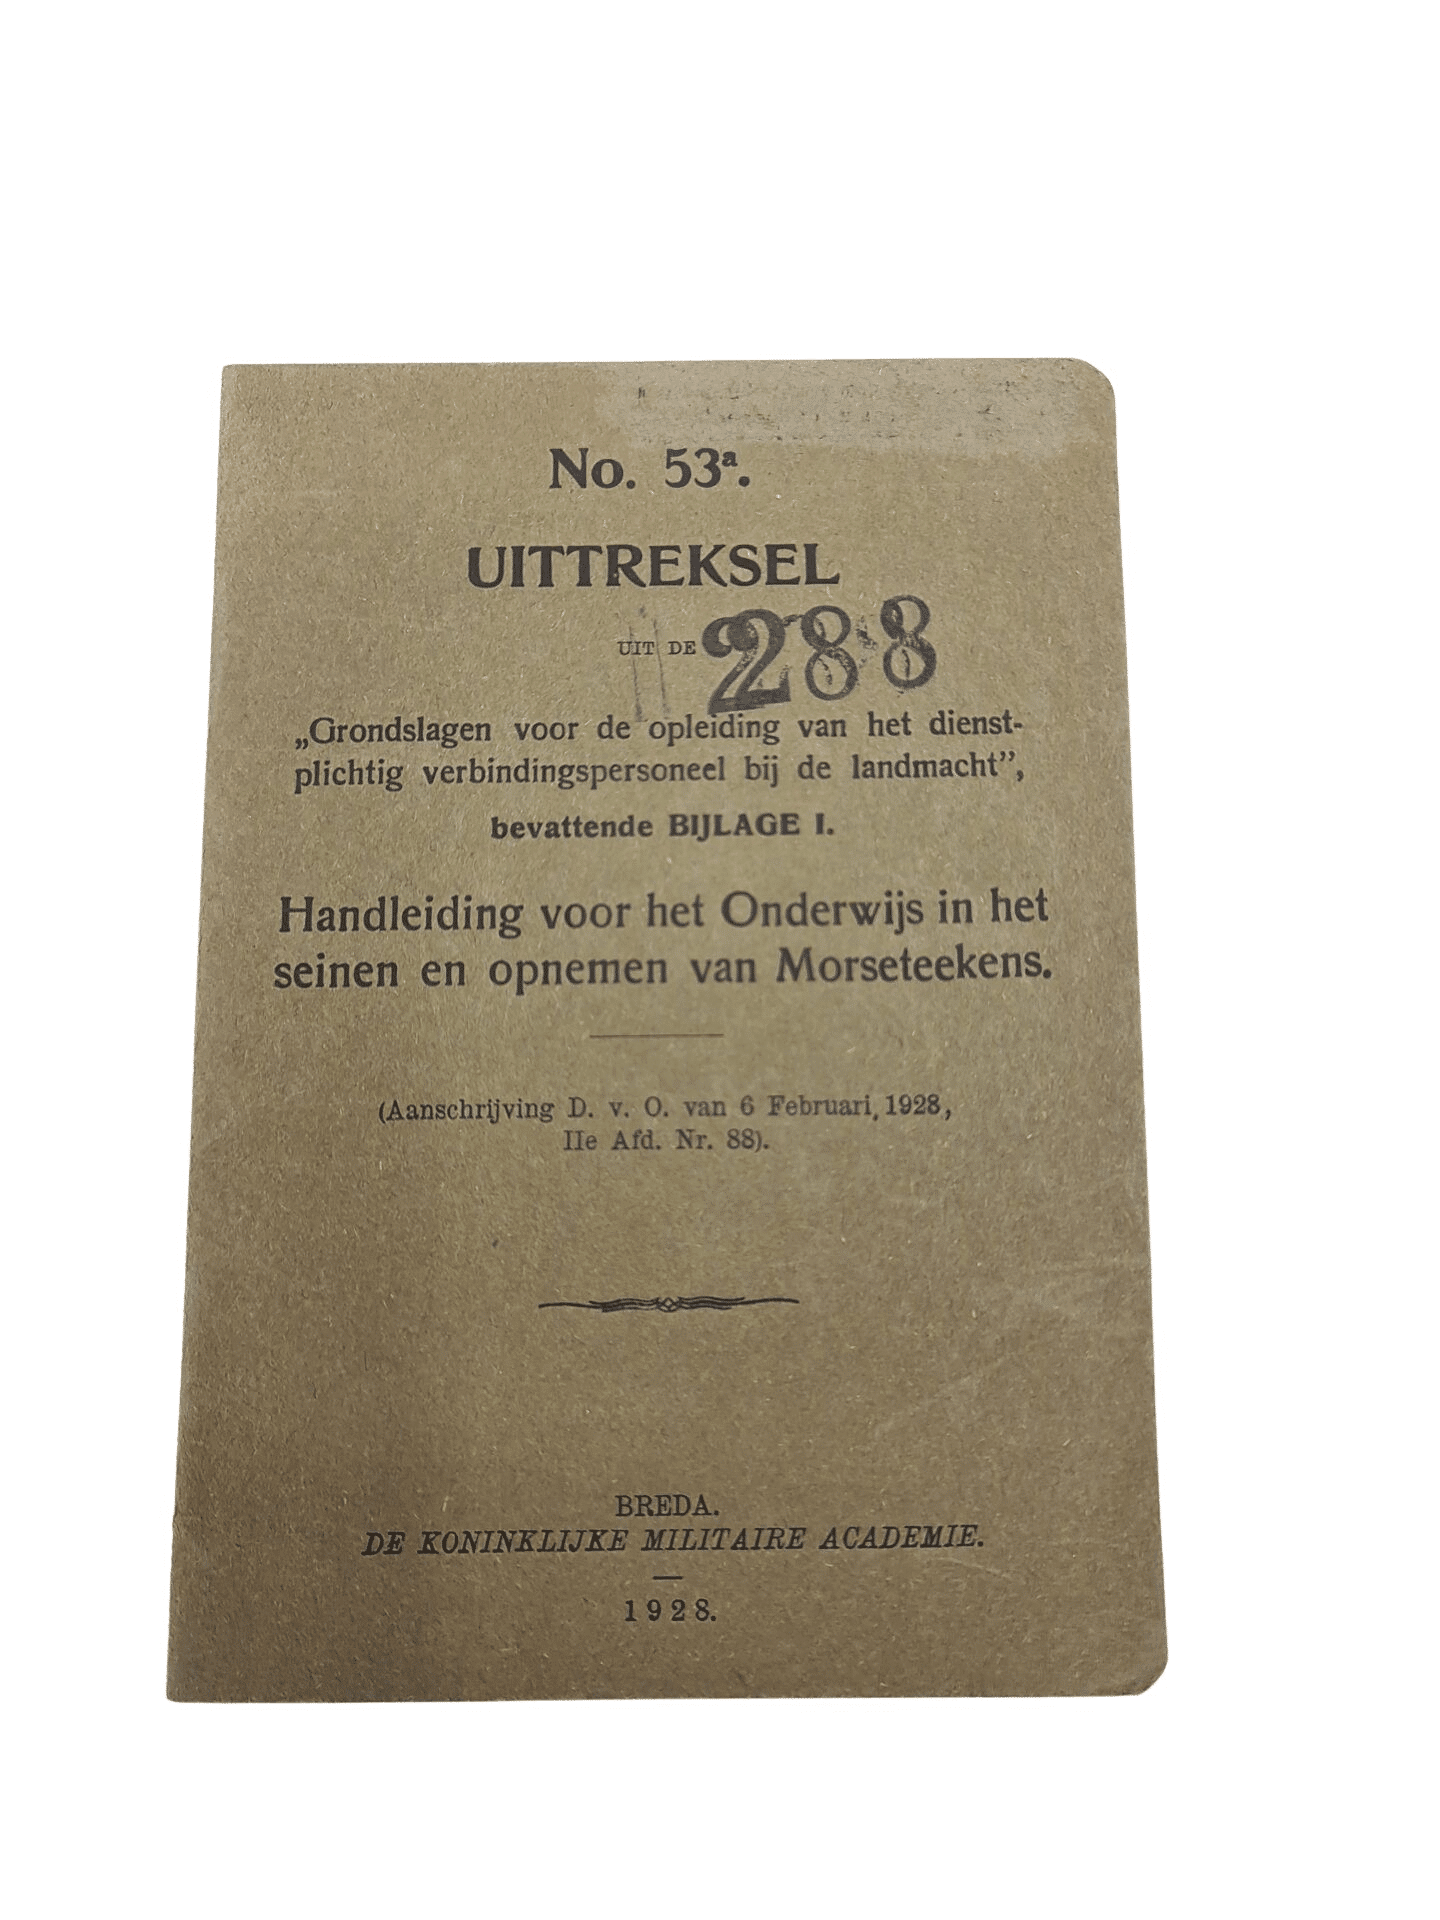 No. 53ª.
UITTREKSEL
UIT DE
288
„Grondslagen voor de opleiding van het dienst-
plichtig verbindingspersoneel bij de landmacht”,
bevattende BIJLAGE I.
Handleiding voor het Onderwijs in het
seinen en opnemen van Morseteekens.
(Aanschrijving D. v. O. van 6 Februari, 1928,
IIe Afd. Nr. 88).
BREDA.
DE KONINKLIJKE MILITAIRE ACADEMIE.
1928.